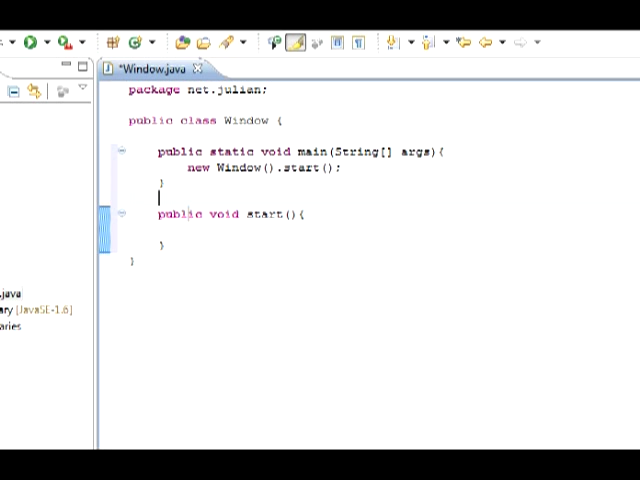 *Window.java
package net.julian;
public class Window {
public static void main(String[] args){
new Window().start();
}
public void start(){
}
}
.java
ary [JavaSE-1.6]
aries